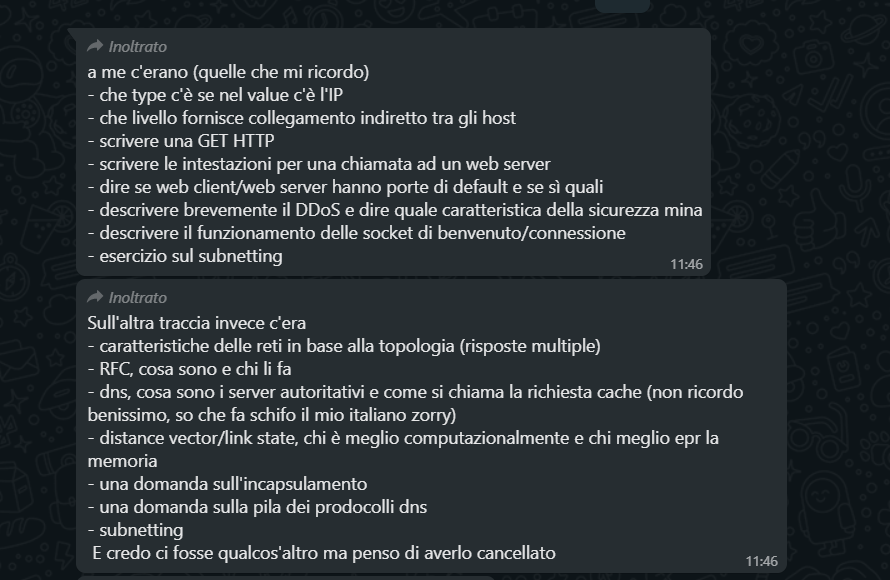 Inoltrato
a me c'erano (quelle che mi ricordo)
- che type c'è se nel value c'è l'IP
- che livello fornisce collegamento indiretto tra gli host
- scrivere una GET HTTP
- scrivere le intestazioni per una chiamata ad un web server
- dire se web client/web server hanno porte di default e se sì quali
- descrivere brevemente il DDoS e dire quale caratteristica della sicurezza mina
- descrivere il funzionamento delle socket di benvenuto/connessione
- esercizio sul subnetting
11:46
Inoltrato
Sull'altra traccia invece c'era
- caratteristiche delle reti in base alla topologia (risposte multiple)
- RFC, cosa sono e chi li fa
- dns, cosa sono i server autoritativi e come si chiama la richiesta cache (non ricordo
benissimo, so che fa schifo il mio italiano zorry)
- distance vector/link state, chi è meglio computazionalmente e chi meglio epr la
memoria
- una domanda sull'incapsulamento
- una domanda sulla pila dei prodocolli dns
- subnetting
E credo ci fosse qualcos'altro ma penso di averlo cancellato
11:46